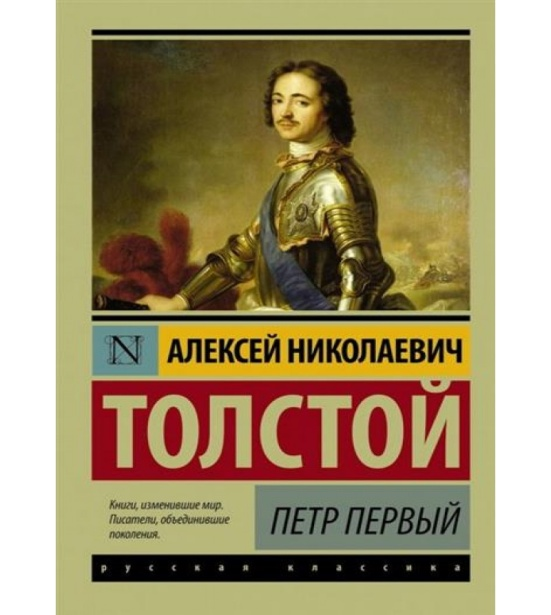 N АЛЕКСЕЙ НИКОЛАЕВИЧ
ТОЛСТОЙ
Книги, изменившие мир.
Писатели, объединившие
поколения.
ПЕТР ПЕРВЫЙ
русская классика